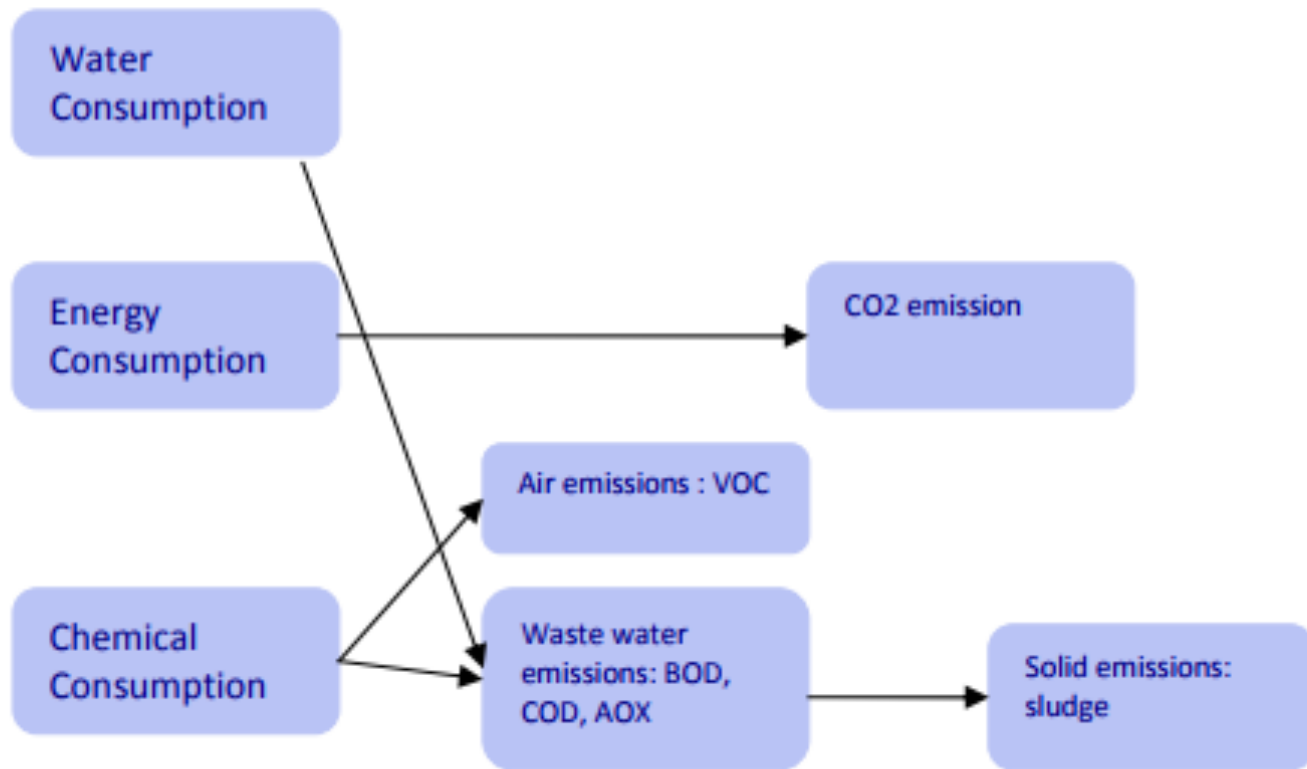 Water
Consumption
Energy
Consumption
CO2 emission
Air emissions : VOC
Chemical
Consumption
Waste water
emissions: BOD,
COD, AOX
Solid emissions:
sludge